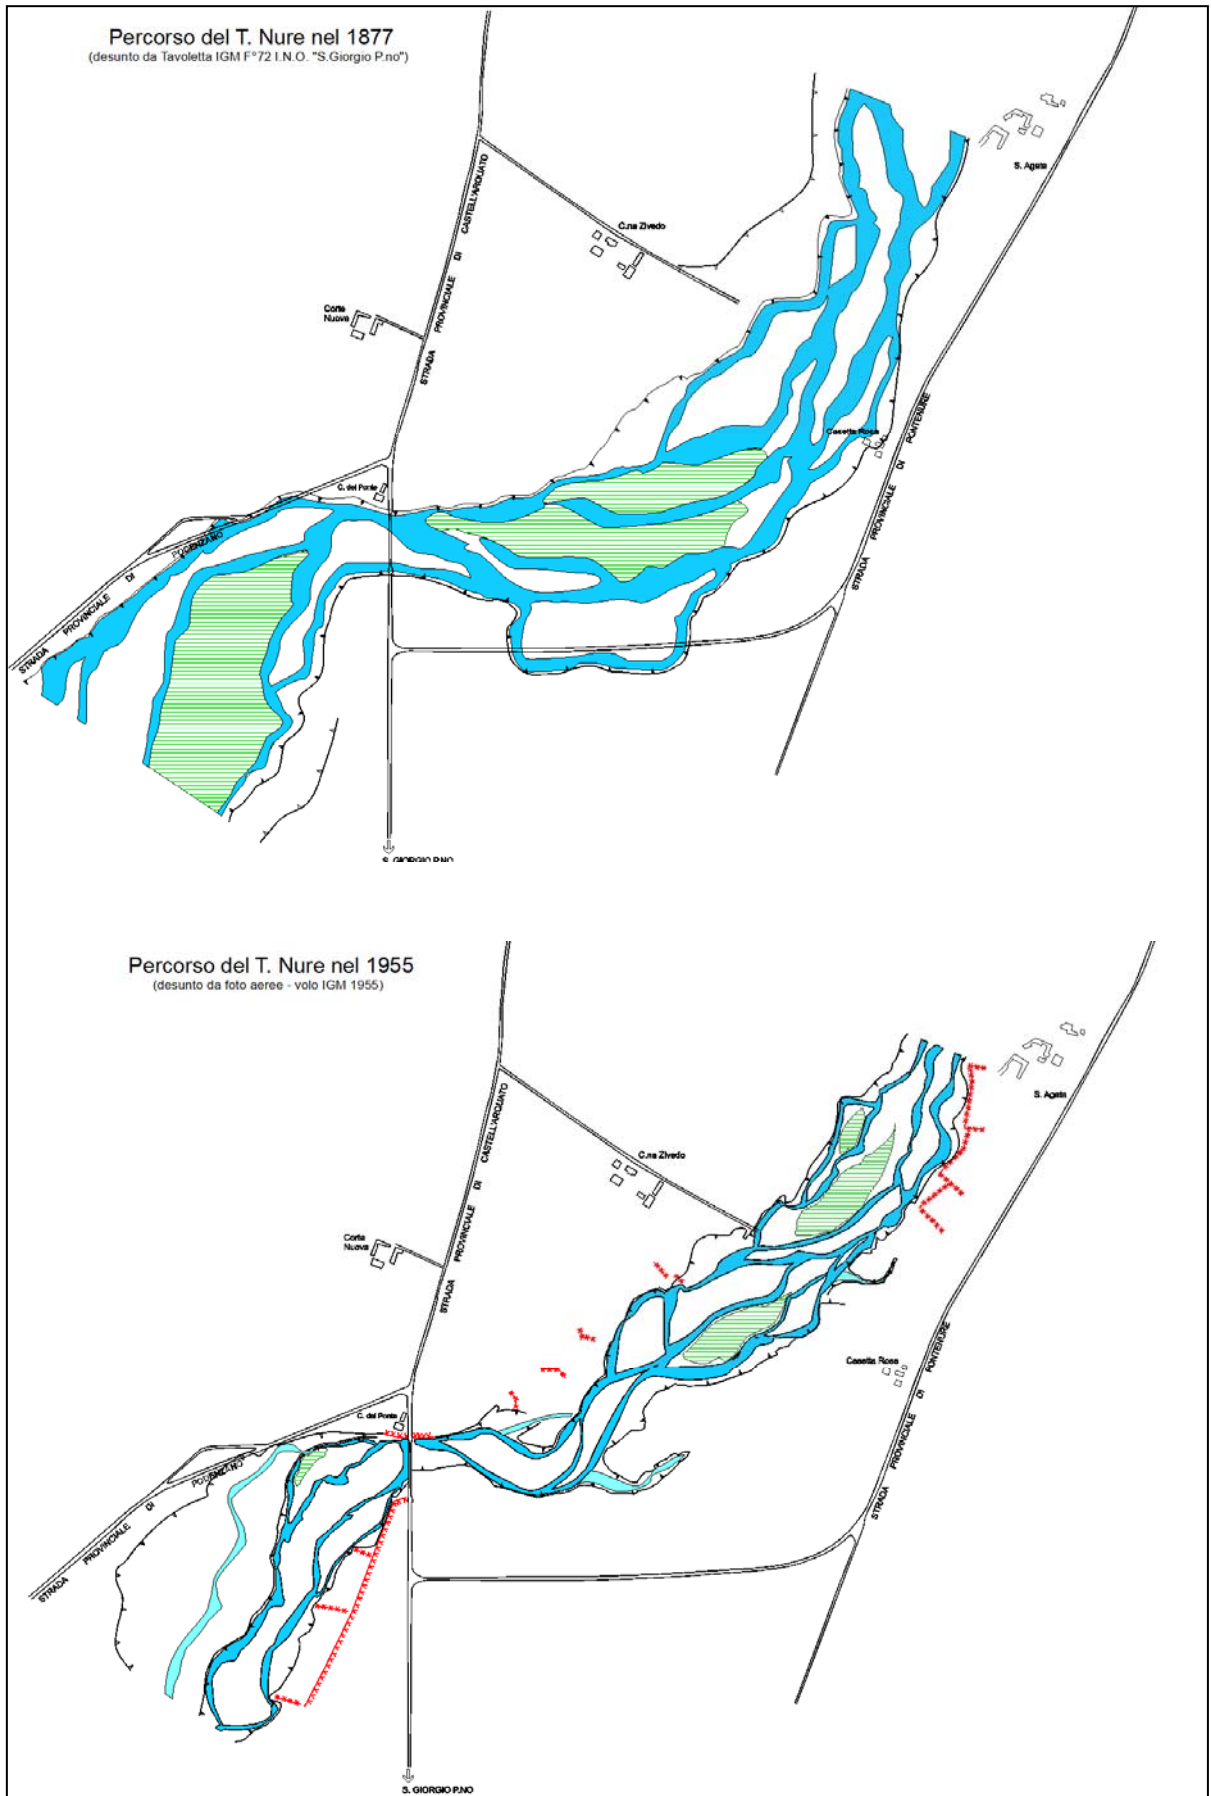 Percorso del T. Nure nel 1877
(desunto da Tavoletta IGM F°72 I.N.O. "S.Giorgio P.no")
S. Agata
STRADA PROVINCIALE DI CASTELL'ARQUATO
C.na Zivedo
Corte
Nuova
Casetta Rosa
STRADA PROVINCIALE DI PONTENURE
C. del Ponte
STRADA PROVINCIALE DI PODENZANO
S. GIORGIO P.NO
Percorso del T. Nure nel 1955
(desunto da foto aeree - volo IGM 1955)
S. Agata
STRADA PROVINCIALE DI CASTELL'ARQUATO
C.na Zivedo
Corte
Nuova
Casetta Rosa
STRADA PROVINCIALE DI PONTENURE
C. del Ponte
STRADA PROVINCIALE DI PODENZANO
S. GIORGIO P.NO